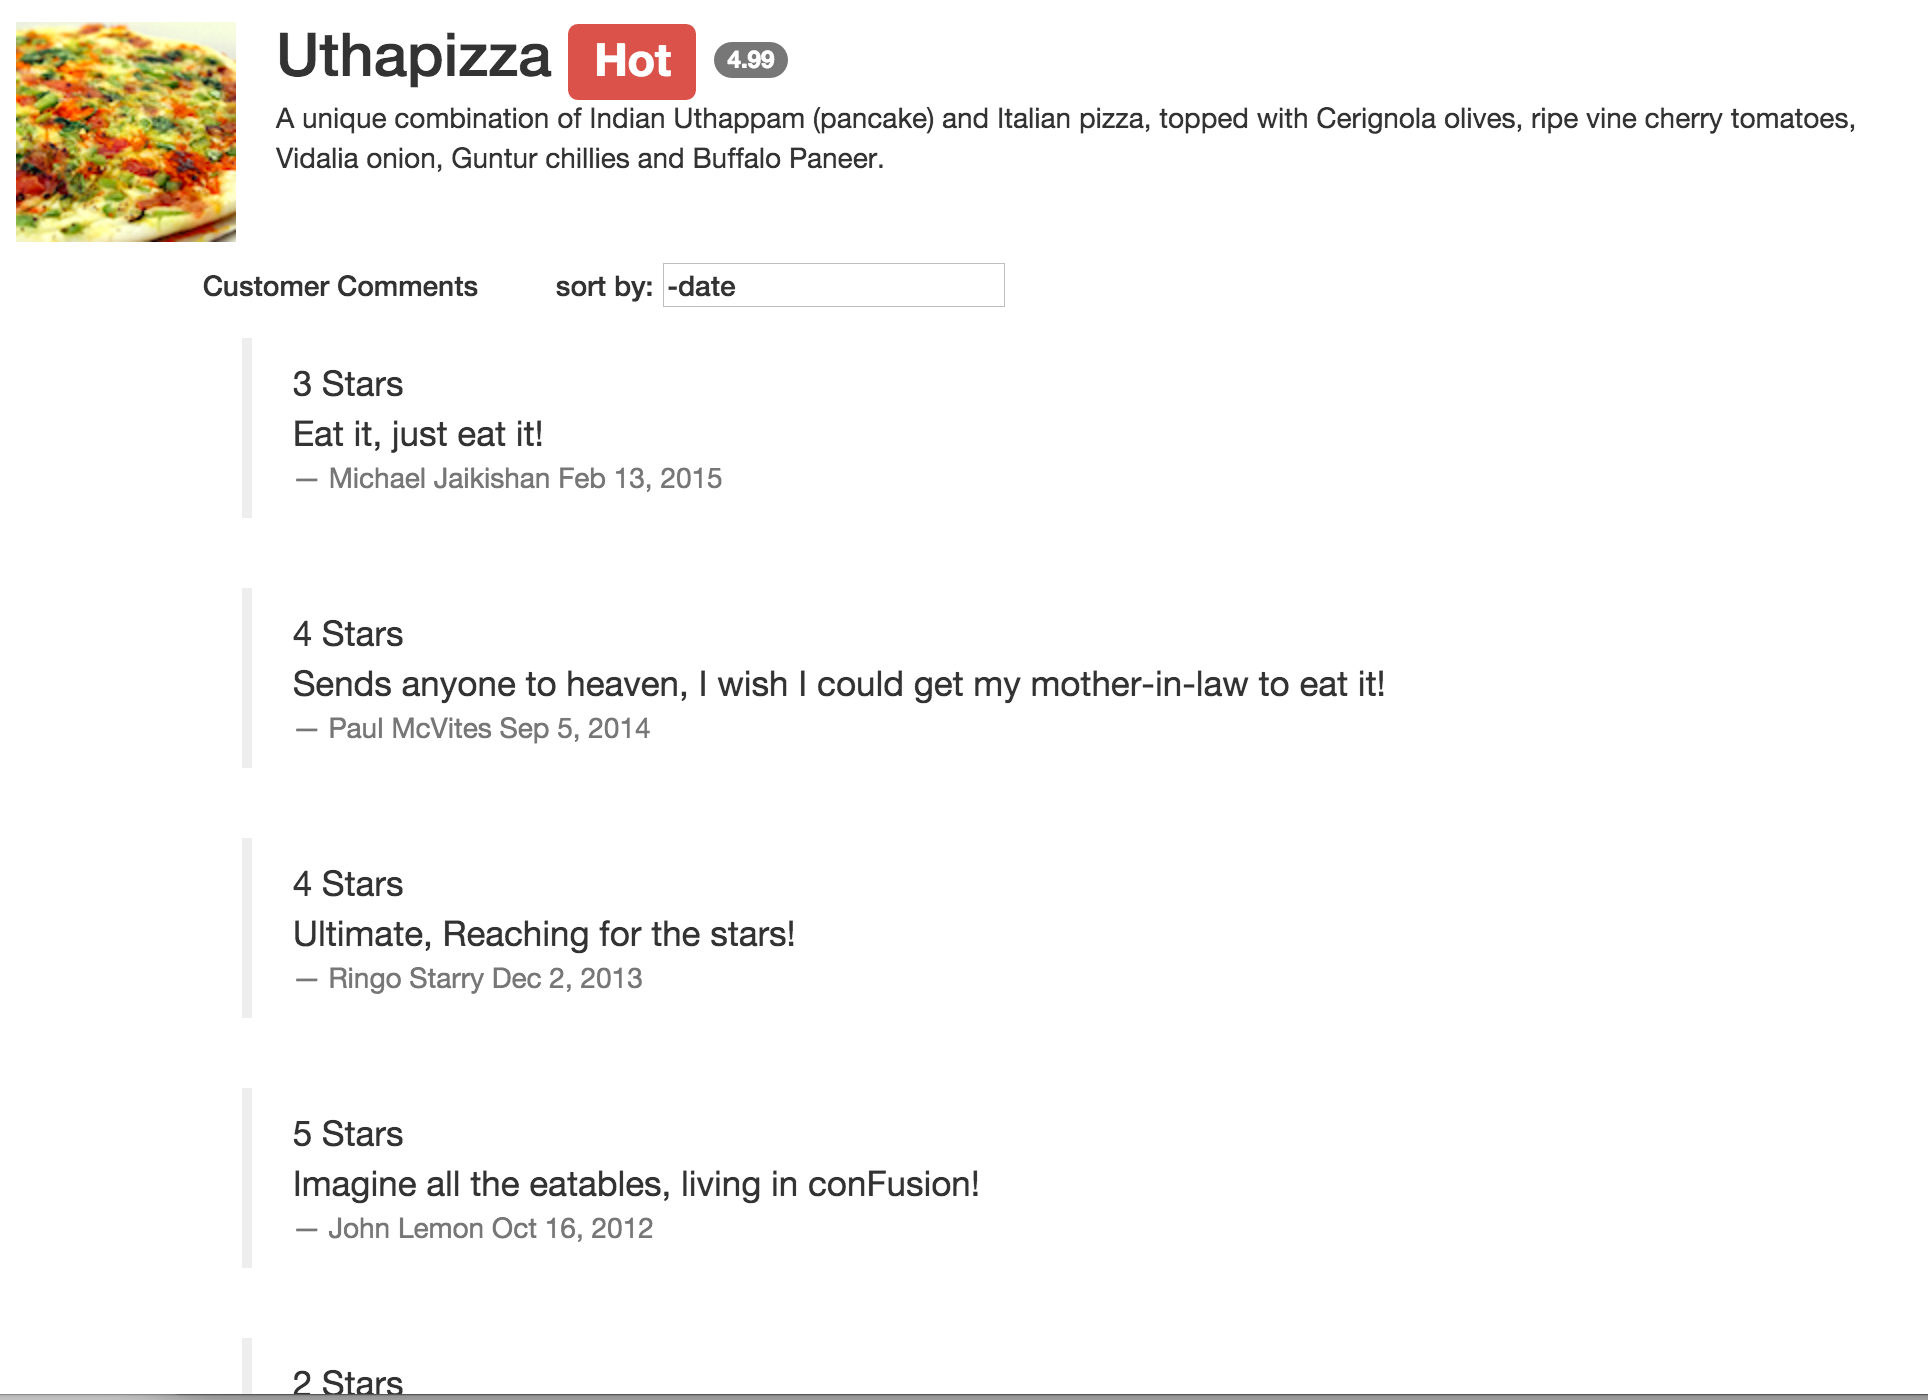 Uthapizza Hot 4.99
A unique combination of Indian Uthappam (pancake) and Italian pizza, topped with Cerignola olives, ripe vine cherry tomatoes,
Vidalia onion, Guntur chillies and Buffalo Paneer.
Customer Comments sort by: -date
3 Stars
Eat it, just eat it!
— Michael Jaikishan Feb 13, 2015
4 Stars
Sends anyone to heaven, I wish I could get my mother-in-law to eat it!
— Paul McVites Sep 5, 2014
4 Stars
Ultimate, Reaching for the stars!
— Ringo Starry Dec 2, 2013
5 Stars
Imagine all the eatables, living in conFusion!
— John Lemon Oct 16, 2012
2 Stars